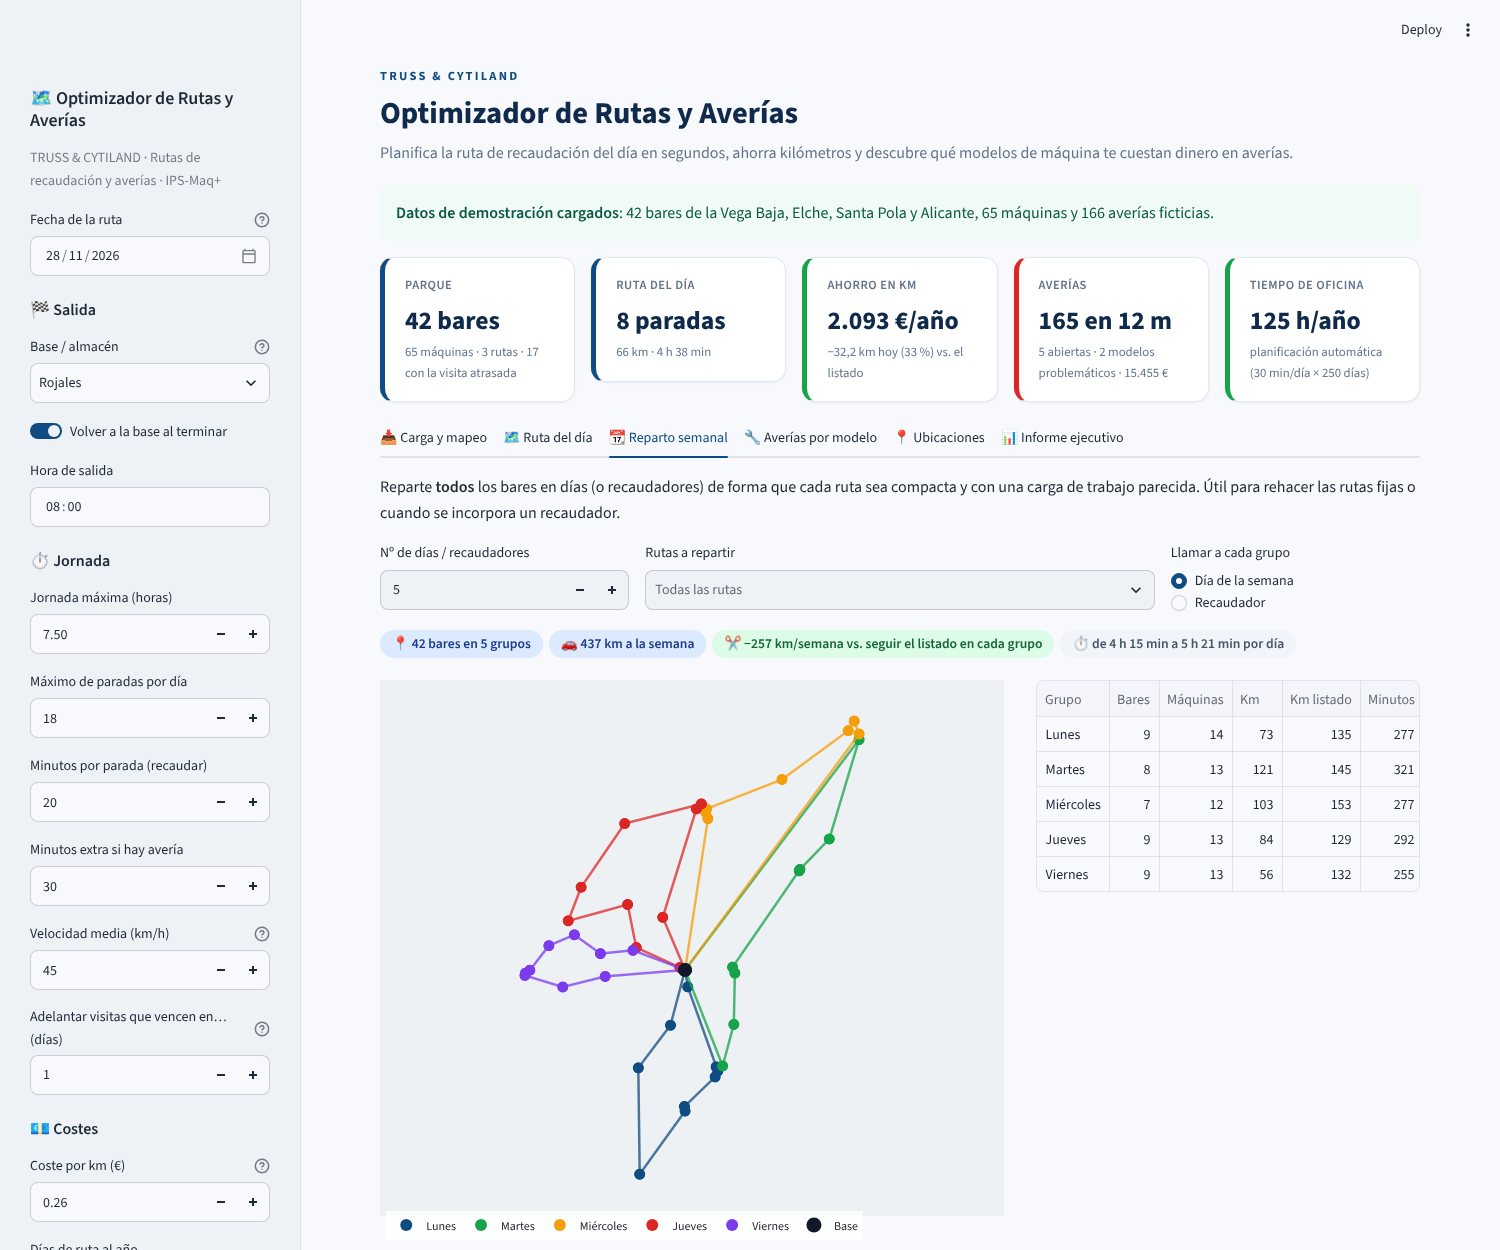 Deploy
🗺️ Optimizador de Rutas y
Averías
TRUSS & CYTILAND · Rutas de
recaudación y averías · IPS-Maq+
Fecha de la ruta
28/11/2026
🏁 Salida
Base / almacén
Rojales
Volver a la base al terminar
Hora de salida
08:00
⏱️ Jornada
Jornada máxima (horas)
7.50
Máximo de paradas por día
18
Minutos por parada (recaudar)
20
Minutos extra si hay avería
30
Velocidad media (km/h)
45
Adelantar visitas que vencen en…
(días)
1
💶 Costes
Coste por km (€)
0.26
Días de ruta al año
TRUSS & CYTILAND
Optimizador de Rutas y Averías
Planifica la ruta de recaudación del día en segundos, ahorra kilómetros y descubre qué modelos de máquina te cuestan dinero en averías.
Datos de demostración cargados: 42 bares de la Vega Baja, Elche, Santa Pola y Alicante, 65 máquinas y 166 averías ficticias.
PARQUE
42 bares
65 máquinas · 3 rutas · 17
con la visita atrasada
RUTA DEL DÍA
8 paradas
66 km · 4 h 38 min
AHORRO EN KM
2.093 €/año
−32,2 km hoy (33 %) vs. el
listado
AVERÍAS
165 en 12 m
5 abiertas · 2 modelos
problemáticos · 15.455 €
TIEMPO DE OFICINA
125 h/año
planificación automática
(30 min/día × 250 días)
📥 Carga y mapeo 🗺️ Ruta del día 📆 Reparto semanal 🔧 Averías por modelo 📍 Ubicaciones 📊 Informe ejecutivo
Reparte todos los bares en días (o recaudadores) de forma que cada ruta sea compacta y con una carga de trabajo parecida. Útil para rehacer las rutas fijas o
cuando se incorpora un recaudador.
Nº de días / recaudadores
5
Rutas a repartir
Todas las rutas
Llamar a cada grupo
Día de la semana
Recaudador
📍 42 bares en 5 grupos 🚗 437 km a la semana ✂️ −257 km/semana vs. seguir el listado en cada grupo ⏱️ de 4 h 15 min a 5 h 21 min por día
Grupo Bares Máquinas Km Km listado Minutos
Lunes 9 14 73 135 277
Martes 8 13 121 145 321
Miércoles 7 12 103 153 277
Jueves 9 13 84 129 292
Viernes 9 13 56 132 255
Lunes Martes Miércoles Jueves Viernes Base